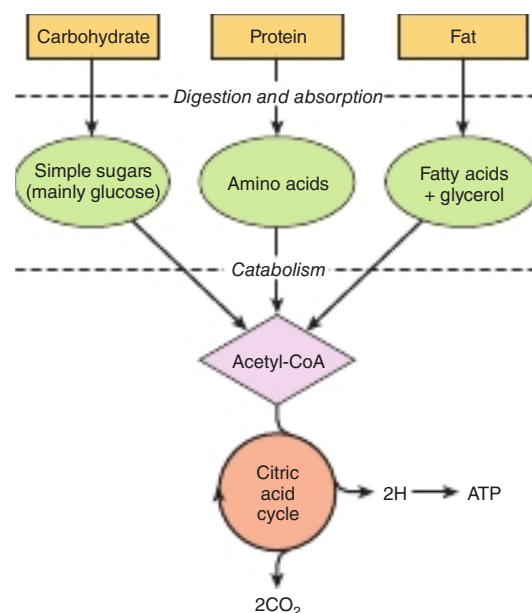 Carbohydrate
Protein
Fat
Digestion and absorption
Simple sugars
(mainly glucose)
Amino acids
Fatty acids
+ glycerol
Catabolism
Acetyl-CoA
Citric
acid
cycle
2H
ATP
2CO₂